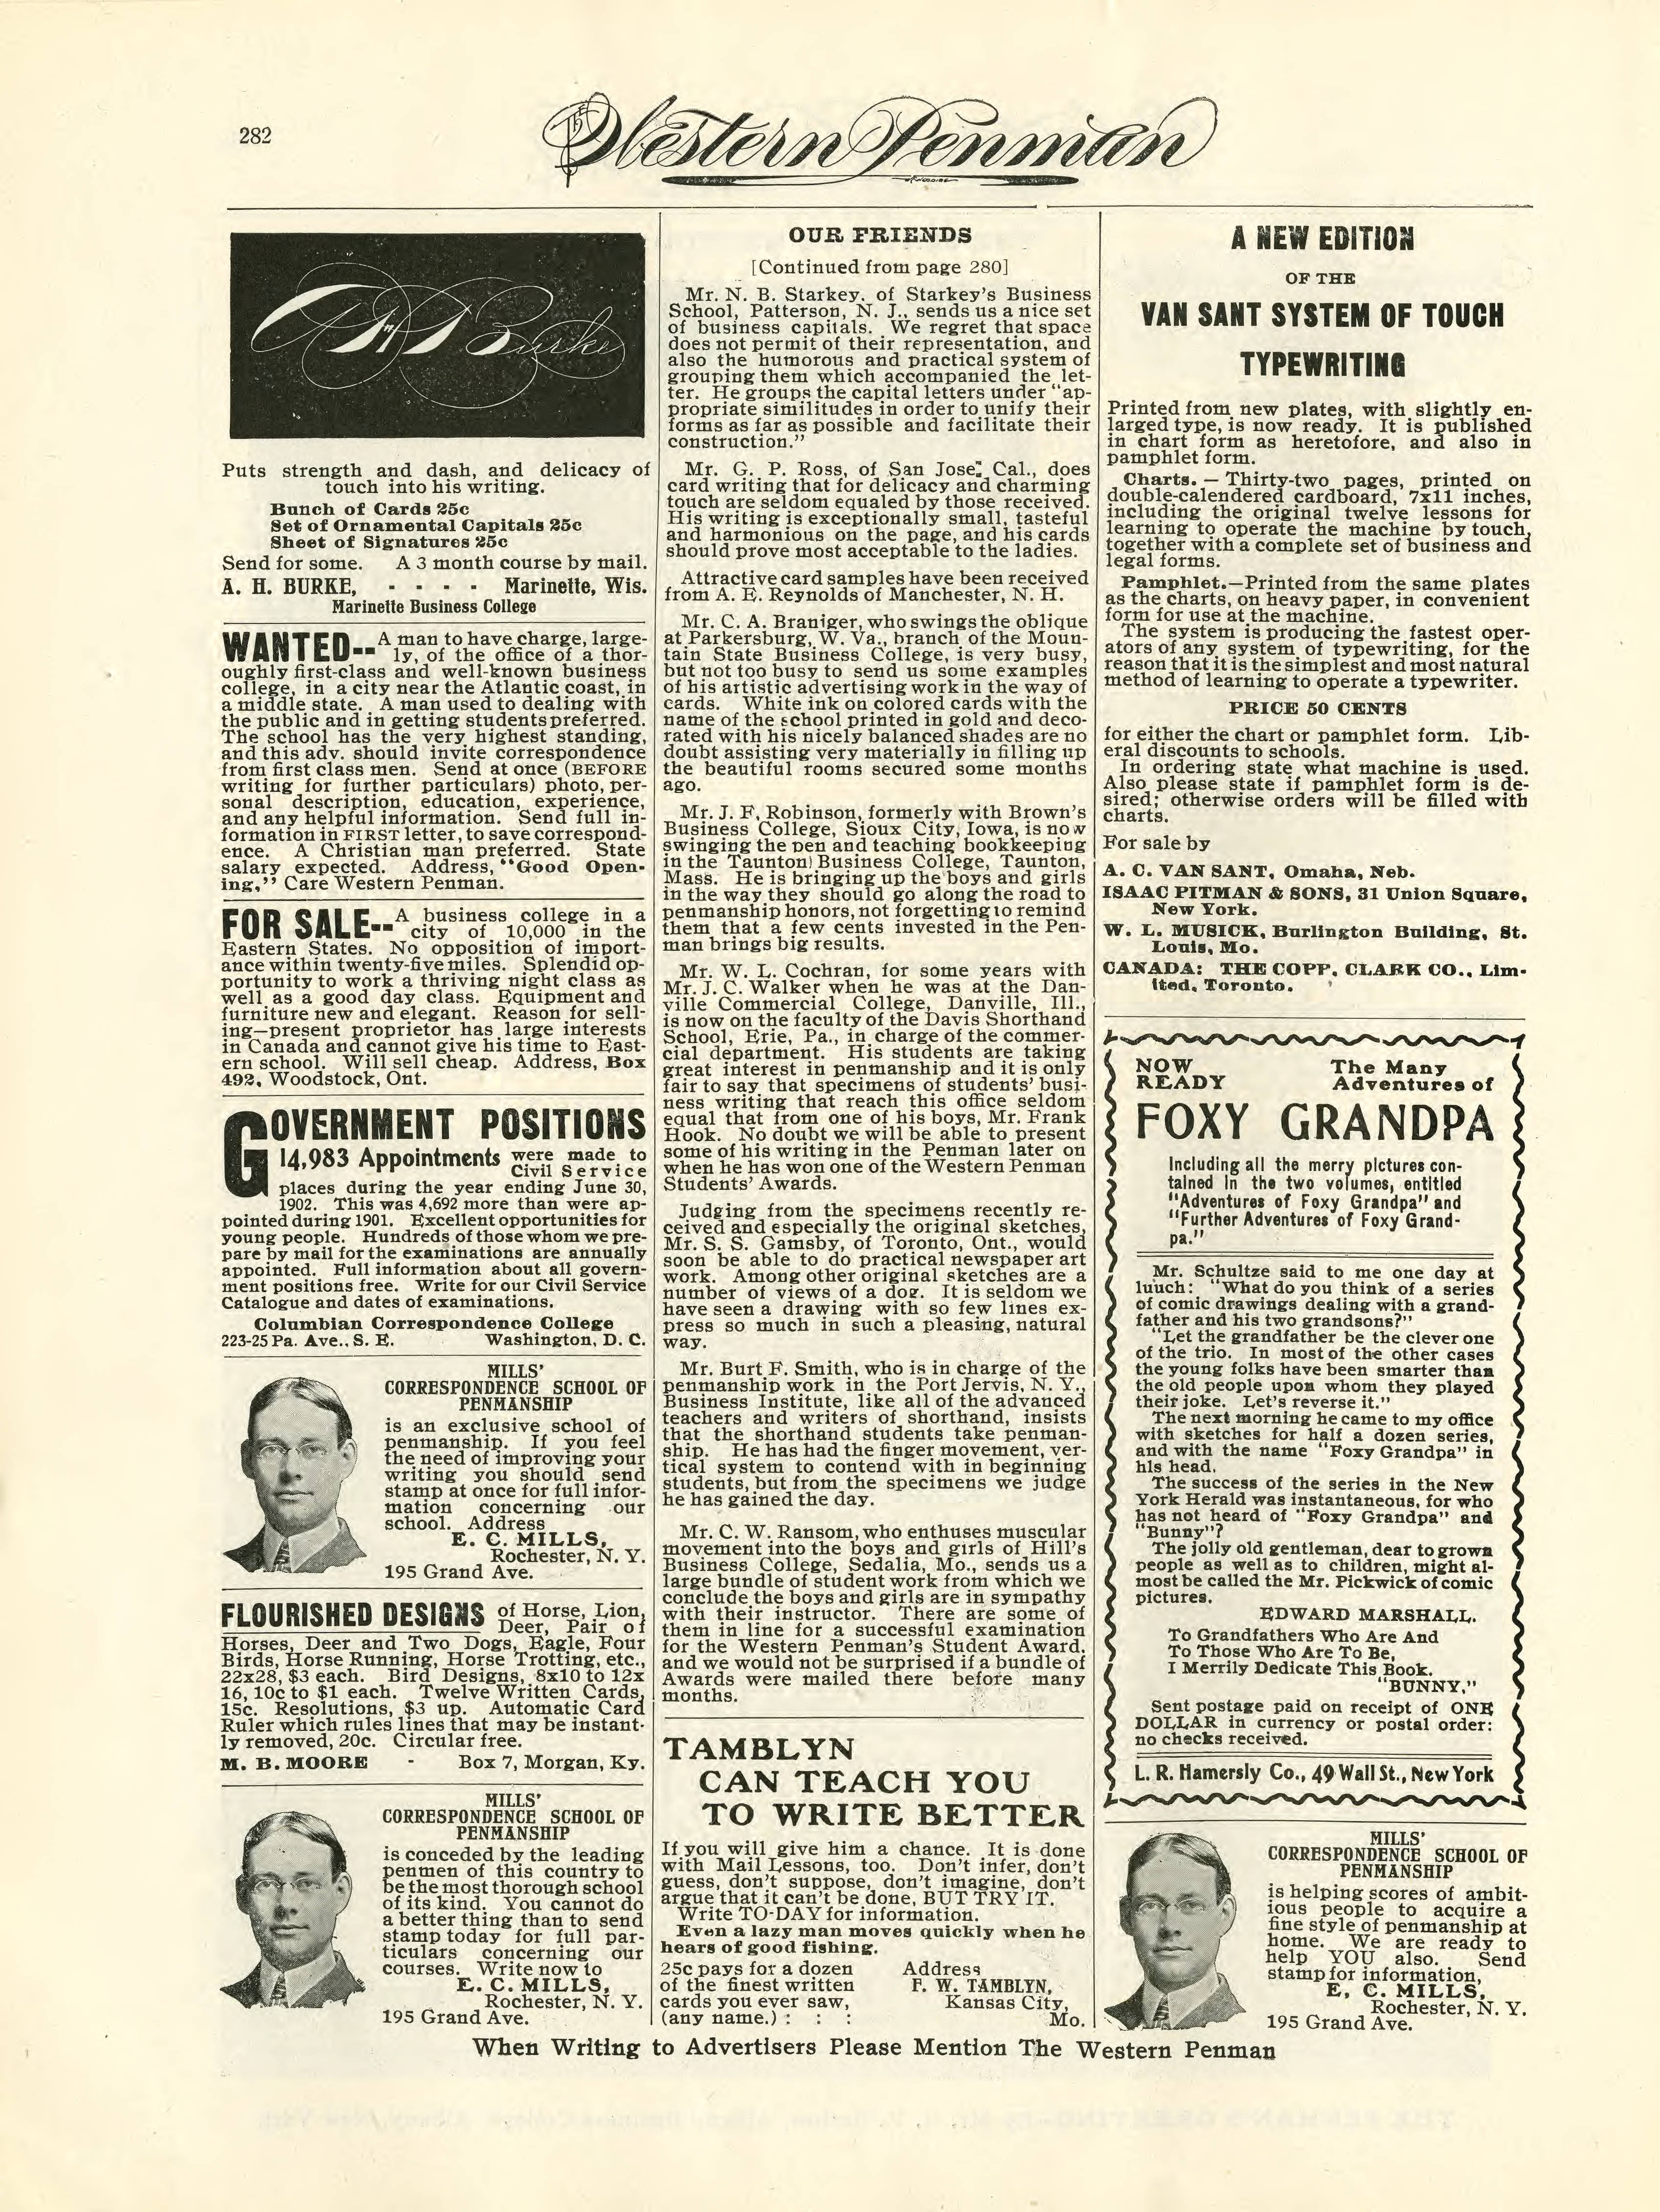 282
The Western Penman
A. H. Burke
Puts strength and dash, and delicacy of
touch into his writing.
Bunch of Cards 25c
Set of Ornamental Capitals 25c
Sheet of Signatures 25c
Send for some. A 3 month course by mail.
A. H. BURKE, - - - - Marinette, Wis.
Marinette Business College
WANTED-- A man to have charge, large-
ly, of the office of a thor-
oughly first-class and well-known business
college, in a city near the Atlantic coast, in
a middle state. A man used to dealing with
the public and in getting students preferred.
The school has the very highest standing,
and this adv. should invite correspondence
from first class men. Send at once (BEFORE
writing for further particulars) photo, per-
sonal description, education, experience,
and any helpful information. Send full in-
formation in FIRST letter, to save correspond-
ence. A Christian man preferred. State
salary expected. Address, "Good Open-
ing," Care Western Penman.
FOR SALE-- A business college in a
city of 10,000 in the
Eastern States. No opposition of import-
ance within twenty-five miles. Splendid op-
portunity to work a thriving night class as
well as a good day class. Equipment and
furniture new and elegant. Reason for sell-
ing—present proprietor has large interests
in Canada and cannot give his time to East-
ern school. Will sell cheap. Address, Box
492, Woodstock, Ont.
GOVERNMENT POSITIONS
14,983 Appointments were made to
Civil Service
places during the year ending June 30,
1902. This was 4,692 more than were ap-
pointed during 1901. Excellent opportunities for
young people. Hundreds of those whom we pre-
pare by mail for the examinations are annually
appointed. Full information about all govern-
ment positions free. Write for our Civil Service
Catalogue and dates of examinations.
Columbian Correspondence College
223-25 Pa. Ave., S. E. Washington, D. C.
MILLS'
CORRESPONDENCE SCHOOL OF
PENMANSHIP
is an exclusive school of
penmanship. If you feel
the need of improving your
writing you should send
stamp at once for full infor-
mation concerning our
school. Address
E. C. MILLS,
Rochester, N. Y.
195 Grand Ave.
FLOURISHED DESIGNS of Horse, Lion,
Deer, Pair of
Horses, Deer and Two Dogs, Eagle, Four
Birds, Horse Running, Horse Trotting, etc.,
22x28, $3 each. Bird Designs, 8x10 to 12x
16, 10c to $1 each. Twelve Written Cards,
15c. Resolutions, $3 up. Automatic Card
Ruler which rules lines that may be instant-
ly removed, 20c. Circular free.
M. B. MOORE - Box 7, Morgan, Ky.
MILLS'
CORRESPONDENCE SCHOOL OF
PENMANSHIP
is conceded by the leading
penmen of this country to
be the most thorough school
of its kind. You cannot do
a better thing than to send
stamp today for full par-
ticulars concerning our
courses. Write now to
E. C. MILLS,
Rochester, N. Y.
195 Grand Ave.
OUR FRIENDS
[Continued from page 280]
Mr. N. B. Starkey, of Starkey's Business
School, Patterson, N. J., sends us a nice set
of business capitals. We regret that space
does not permit of their representation, and
also the humorous and practical system of
grouping them which accompanied the let-
ter. He groups the capital letters under "ap-
propriate similitudes in order to unify their
forms as far as possible and facilitate their
construction."
Mr. G. P. Ross, of San Jose, Cal., does
card writing that for delicacy and charming
touch are seldom equaled by those received.
His writing is exceptionally small, tasteful
and harmonious on the page, and his cards
should prove most acceptable to the ladies.
Attractive card samples have been received
from A. E. Reynolds of Manchester, N. H.
Mr. C. A. Braniger, who swings the oblique
at Parkersburg, W. Va., branch of the Moun-
tain State Business College, is very busy,
but not too busy to send us some examples
of his artistic advertising work in the way of
cards. White ink on colored cards with the
name of the school printed in gold and deco-
rated with his nicely balanced shades are no
doubt assisting very materially in filling up
the beautiful rooms secured some months
ago.
Mr. J. F. Robinson, formerly with Brown's
Business College, Sioux City, Iowa, is now
swinging the pen and teaching bookkeeping
in the Taunton) Business College, Taunton,
Mass. He is bringing up the boys and girls
in the way they should go along the road to
penmanship honors, not forgetting to remind
them that a few cents invested in the Pen-
man brings big results.
Mr. W. L. Cochran, for some years with
Mr. J. C. Walker when he was at the Dan-
ville Commercial College, Danville, Ill.,
is now on the faculty of the Davis Shorthand
School, Erie, Pa., in charge of the commer-
cial department. His students are taking
great interest in penmanship and it is only
fair to say that specimens of students' busi-
ness writing that reach this office seldom
equal that from one of his boys, Mr. Frank
Hook. No doubt we will be able to present
some of his writing in the Penman later on
when he has won one of the Western Penman
Students' Awards.
Judging from the specimens recently re-
ceived and especially the original sketches,
Mr. S. S. Gamsby, of Toronto, Ont., would
soon be able to do practical newspaper art
work. Among other original sketches are a
number of views of a dog. It is seldom we
have seen a drawing with so few lines ex-
press so much in such a pleasing, natural
way.
Mr. Burt F. Smith, who is in charge of the
penmanship work in the Port Jervis, N. Y.,
Business Institute, like all of the advanced
teachers and writers of shorthand, insists
that the shorthand students take penman-
ship. He has had the finger movement, ver-
tical system to contend with in beginning
students, but from the specimens we judge
he has gained the day.
Mr. C. W. Ransom, who enthuses muscular
movement into the boys and girls of Hill's
Business College, Sedalia, Mo., sends us a
large bundle of student work from which we
conclude the boys and girls are in sympathy
with their instructor. There are some of
them in line for a successful examination
for the Western Penman's Student Award,
and we would not be surprised if a bundle of
Awards were mailed there before many
months.
TAMBLYN
CAN TEACH YOU
TO WRITE BETTER
If you will give him a chance. It is done
with Mail Lessons, too. Don't infer, don't
guess, don't suppose, don't imagine, don't
argue that it can't be done, BUT TRY IT.
Write TO-DAY for information.
Even a lazy man moves quickly when he
hears of good fishing.
25c pays for a dozen Address
of the finest written F. W. TAMBLYN,
cards you ever saw, Kansas City,
(any name.) : : : Mo.
A NEW EDITION
OF THE
VAN SANT SYSTEM OF TOUCH
TYPEWRITING
Printed from new plates, with slightly en-
larged type, is now ready. It is published
in chart form as heretofore, and also in
pamphlet form.
Charts. — Thirty-two pages, printed on
double-calendered cardboard, 7x11 inches,
including the original twelve lessons for
learning to operate the machine by touch,
together with a complete set of business and
legal forms.
Pamphlet.—Printed from the same plates
as the charts, on heavy paper, in convenient
form for use at the machine.
The system is producing the fastest oper-
ators of any system of typewriting, for the
reason that it is the simplest and most natural
method of learning to operate a typewriter.
PRICE 50 CENTS
for either the chart or pamphlet form. Lib-
eral discounts to schools.
In ordering state what machine is used.
Also please state if pamphlet form is de-
sired; otherwise orders will be filled with
charts.
For sale by
A. C. VAN SANT, Omaha, Neb.
ISAAC PITMAN & SONS, 31 Union Square,
New York.
W. L. MUSICK, Burlington Building, St.
Louis, Mo.
CANADA: THE COPP, CLARK CO., Lim-
ited, Toronto.
NOW The Many
READY Adventures of
FOXY GRANDPA
Including all the merry pictures con-
tained in the two volumes, entitled
"Adventures of Foxy Grandpa" and
"Further Adventures of Foxy Grand-
pa."
Mr. Schultze said to me one day at
lunch: "What do you think of a series
of comic drawings dealing with a grand-
father and his two grandsons?"
"Let the grandfather be the clever one
of the trio. In most of the other cases
the young folks have been smarter than
the old people upon whom they played
their joke. Let's reverse it."
The next morning he came to my office
with sketches for half a dozen series,
and with the name "Foxy Grandpa" in
his head.
The success of the series in the New
York Herald was instantaneous, for who
has not heard of "Foxy Grandpa" and
"Bunny"?
The jolly old gentleman, dear to grown
people as well as to children, might al-
most be called the Mr. Pickwick of comic
pictures.
EDWARD MARSHALL.
To Grandfathers Who Are And
To Those Who Are To Be,
I Merrily Dedicate This Book.
"BUNNY."
Sent postage paid on receipt of ONE
DOLLAR in currency or postal order:
no checks received.
L. R. Hamersly Co., 49 Wall St., New York
MILLS'
CORRESPONDENCE SCHOOL OF
PENMANSHIP
is helping scores of ambit-
ious people to acquire a
fine style of penmanship at
home. We are ready to
help YOU also. Send
stamp for information,
E. C. MILLS,
Rochester, N. Y.
195 Grand Ave.
When Writing to Advertisers Please Mention The Western Penman